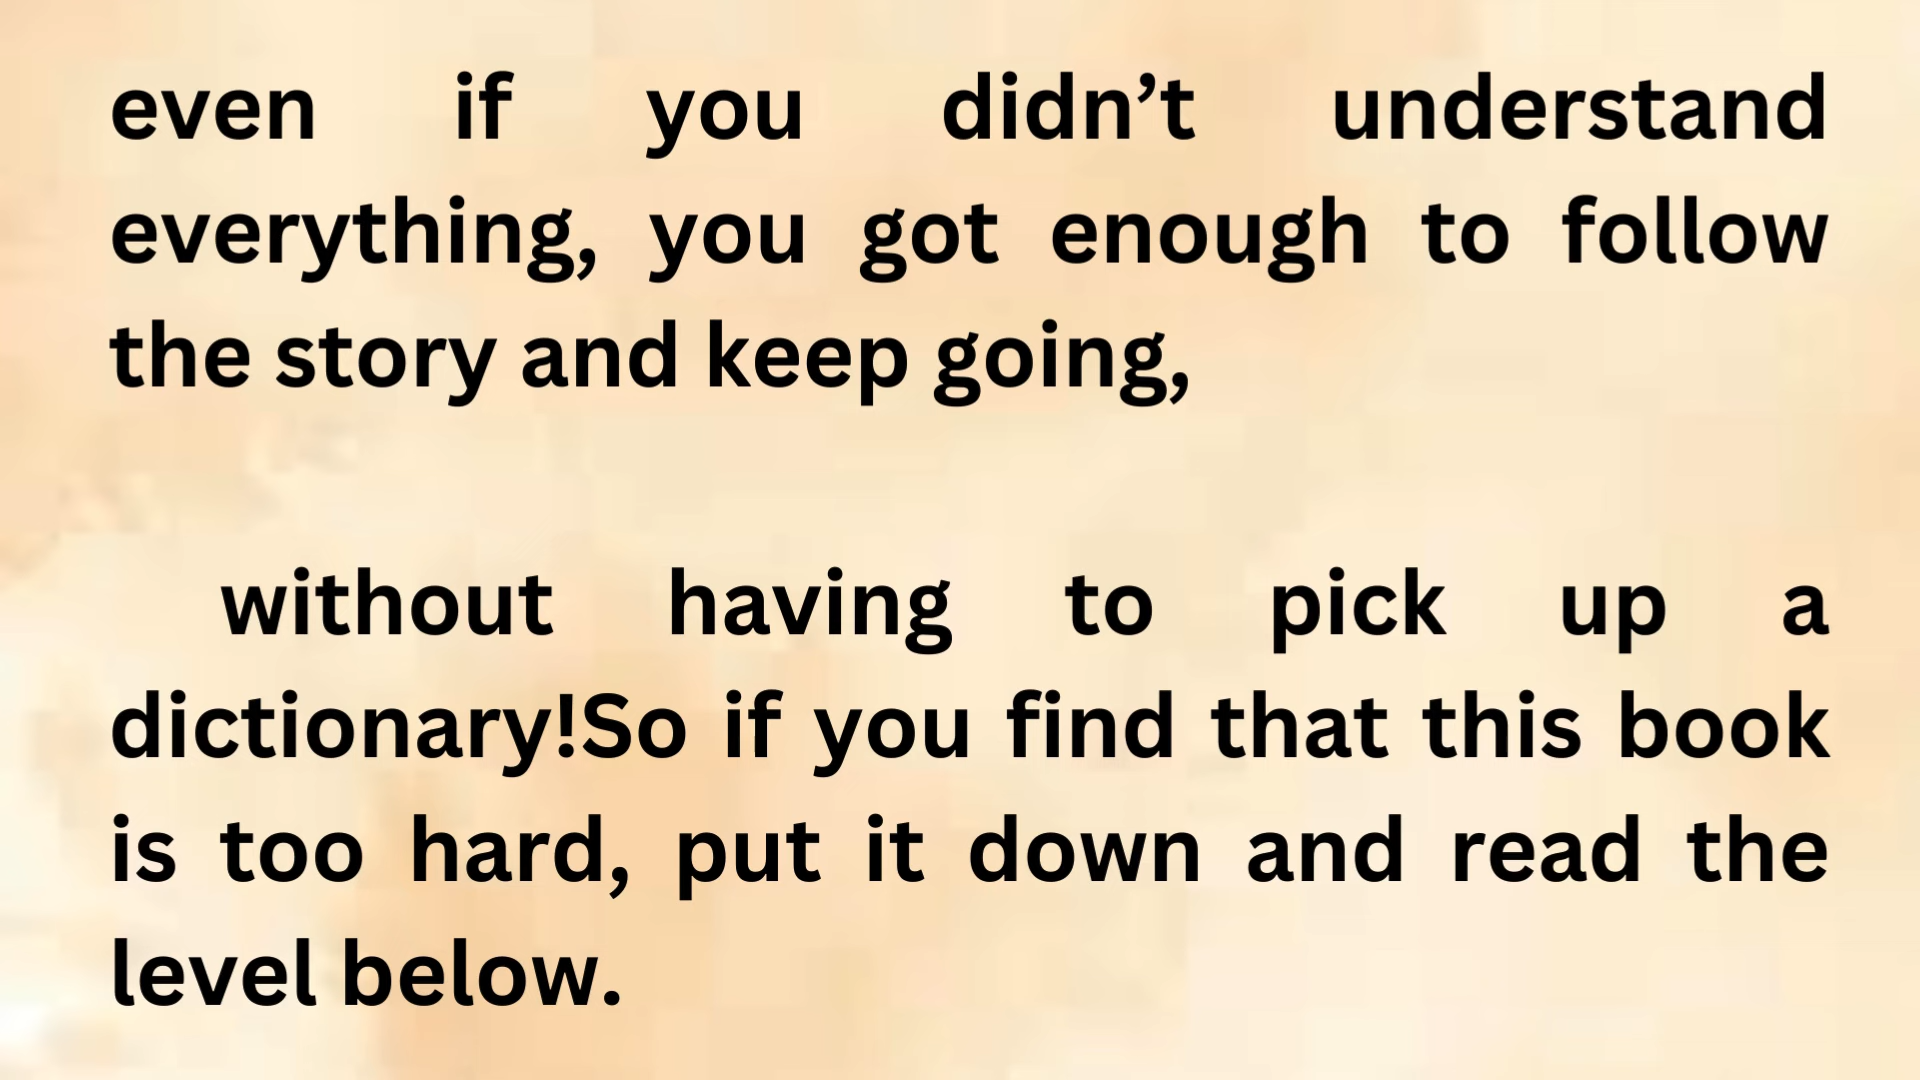 even if you didn’t understand
everything, you got enough to follow
the story and keep going,
without having to pick up a
dictionary!So if you find that this book
is too hard, put it down and read the
level below.